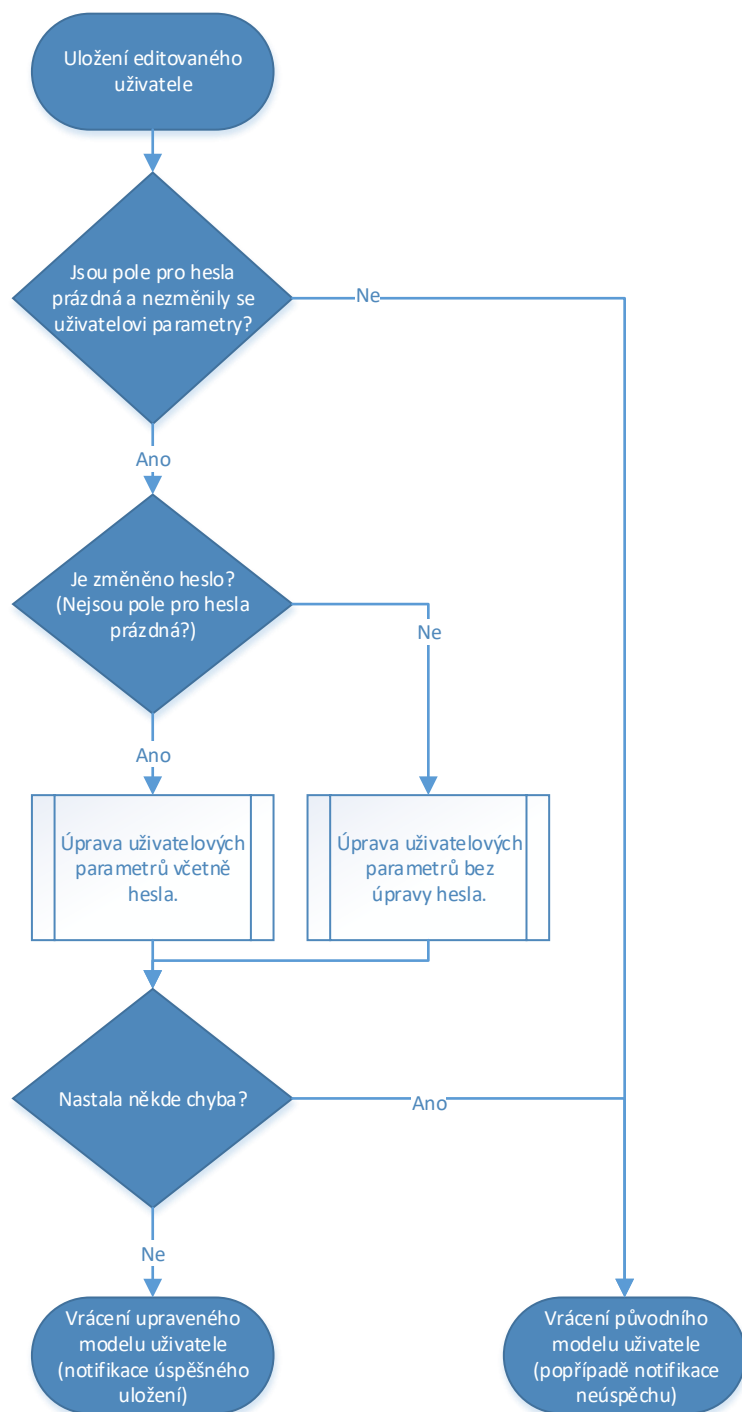 Uložení editovaného
uživatele
Jsou pole pro hesla
prázdná a nezměnily se
uživatelovi parametry?
Ne
Ano
Je změněno heslo?
(Nejsou pole pro hesla
prázdná?)
Ne
Ano
Úprava uživatelových
parametrů včetně
hesla.
Úprava uživatelových
parametrů bez
úpravy hesla.
Nastala někde chyba?
Ano
Ne
Vrácení upraveného
modelu uživatele
(notifikace úspěšného
uložení)
Vrácení původního
modelu uživatele
(popřípadě notifikace
neúspěchu)